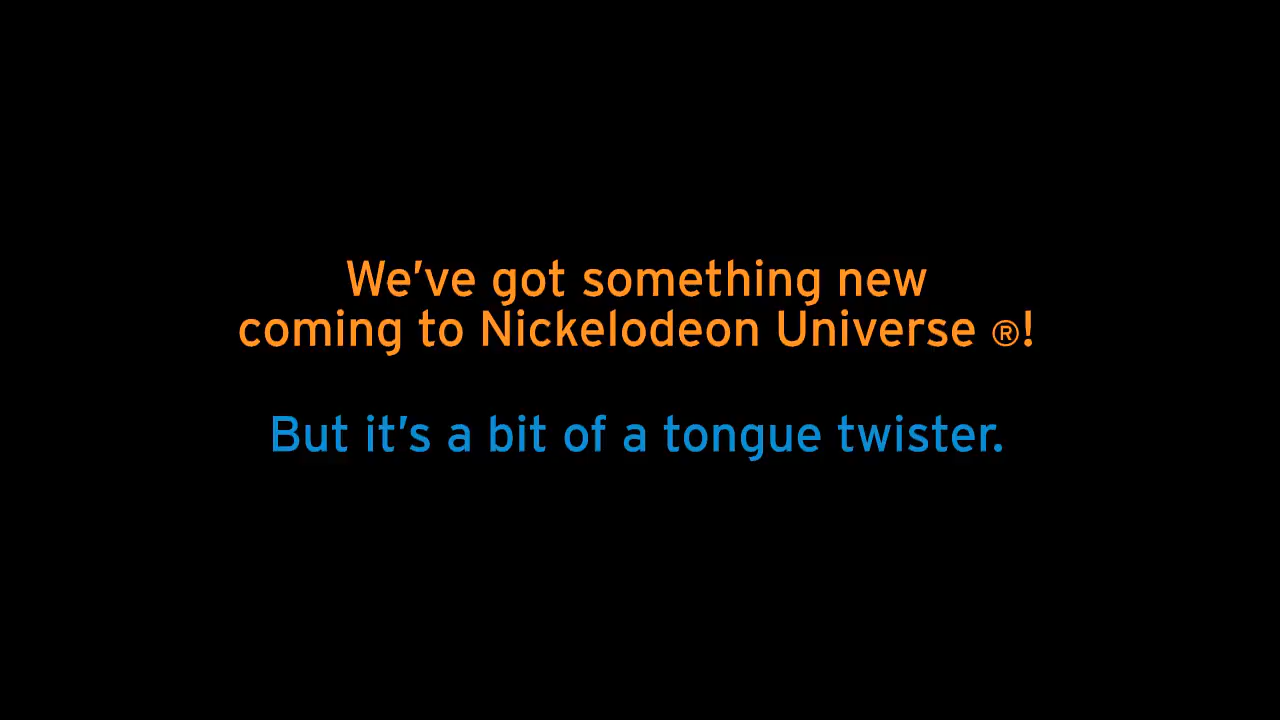 We've got something new
coming to Nickelodeon Universe ®!
But it's a bit of a tongue twister.